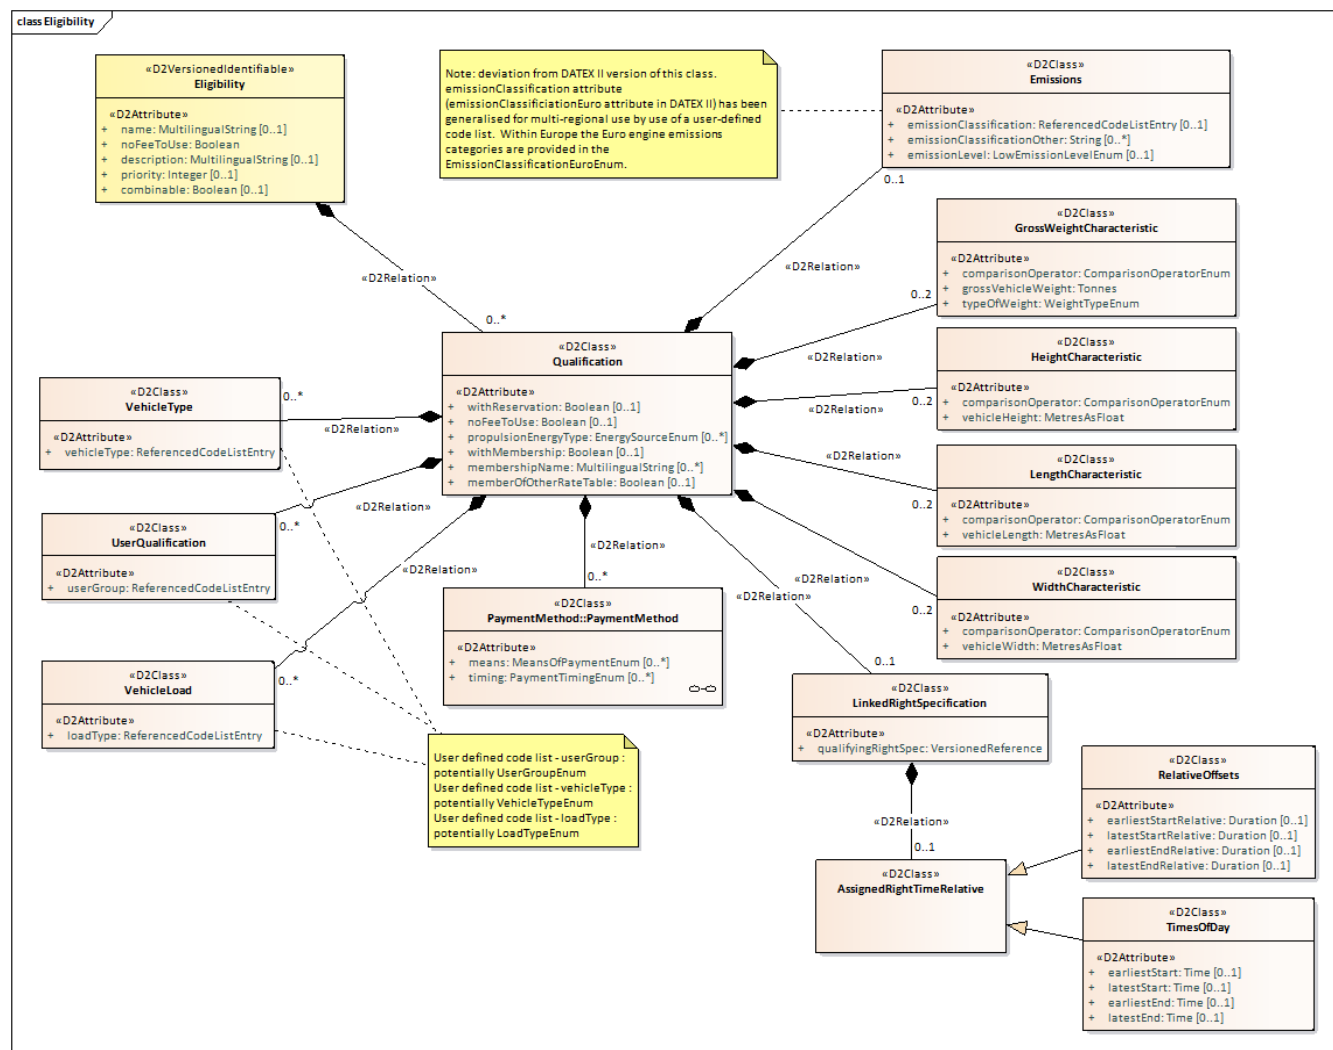 class Eligibility
«D2VersionedIdentifiable»
Eligibility
«D2Attribute»
+ name: MultilingualString [0..1]
+ noFeeToUse: Boolean
+ description: MultilingualString [0..1]
+ priority: Integer [0..1]
+ combinable: Boolean [0..1]
Note: deviation from DATEX II version of this class.
emissionClassification attribute
(emissionClassificiationEuro attribute in DATEX II) has been
generalised for multi-regional use by use of a user-defined
code list. Within Europe the Euro engine emissions
categories are provided in the
EmissionClassificationEuroEnum.
«D2Class»
Emissions
«D2Attribute»
+ emissionClassification: ReferencedCodeListEntry [0..1]
+ emissionClassificationOther: String [0..*]
+ emissionLevel: LowEmissionLevelEnum [0..1]
0..1
«D2Relation»
«D2Relation»
0..*
«D2Class»
GrossWeightCharacteristic
«D2Attribute»
+ comparisonOperator: ComparisonOperatorEnum
+ grossVehicleWeight: Tonnes
+ typeOfWeight: WeightTypeEnum
0..2
«D2Relation»
«D2Class»
Qualification
«D2Attribute»
+ withReservation: Boolean [0..1]
+ noFeeToUse: Boolean [0..1]
+ propulsionEnergyType: EnergySourceEnum [0..*]
+ withMembership: Boolean [0..1]
+ membershipName: MultilingualString [0..*]
+ memberOfOtherRateTable: Boolean [0..1]
«D2Class»
HeightCharacteristic
«D2Attribute»
+ comparisonOperator: ComparisonOperatorEnum
+ vehicleHeight: MetresAsFloat
0..2
«D2Relation»
«D2Class»
VehicleType
«D2Attribute»
+ vehicleType: ReferencedCodeListEntry
0..*
«D2Relation»
«D2Class»
LengthCharacteristic
«D2Attribute»
+ comparisonOperator: ComparisonOperatorEnum
+ vehicleLength: MetresAsFloat
«D2Relation»
0..2
«D2Class»
UserQualification
«D2Attribute»
+ userGroup: ReferencedCodeListEntry
«D2Relation»
0..*
«D2Class»
WidthCharacteristic
«D2Attribute»
+ comparisonOperator: ComparisonOperatorEnum
+ vehicleWidth: MetresAsFloat
«D2Relation»
0..2
«D2Relation»
0..*
«D2Class»
PaymentMethod::PaymentMethod
«D2Attribute»
+ means: MeansOfPaymentEnum [0..*]
+ timing: PaymentTimingEnum [0..*]
«D2Relation»
0..1
«D2Relation»
0..*
«D2Class»
VehicleLoad
«D2Attribute»
+ loadType: ReferencedCodeListEntry
«D2Class»
LinkedRightSpecification
«D2Attribute»
+ qualifyingRightSpec: VersionedReference
User defined code list - userGroup :
potentially UserGroupEnum
User defined code list - vehicleType :
potentially VehicleTypeEnum
User defined code list - loadType :
potentially LoadTypeEnum
«D2Relation»
0..1
«D2Class»
AssignedRightTimeRelative
«D2Class»
RelativeOffsets
«D2Attribute»
+ earliestStartRelative: Duration [0..1]
+ latestStartRelative: Duration [0..1]
+ earliestEndRelative: Duration [0..1]
+ latestEndRelative: Duration [0..1]
«D2Class»
TimesOfDay
«D2Attribute»
+ earliestStart: Time [0..1]
+ latestStart: Time [0..1]
+ earliestEnd: Time [0..1]
+ latestEnd: Time [0..1]